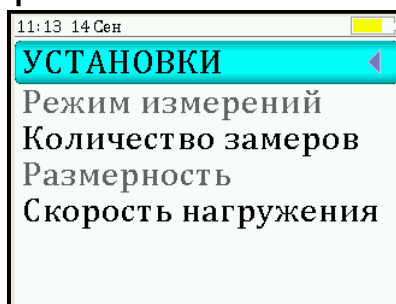 11:13 14 Сен
УСТАНОВКИ
Режим измерений
Количество замеров
Размерность
Скорость нагружения